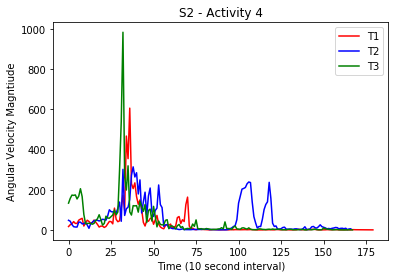 S2 - Activity 4
Angular Velocity Magntiude
1000
800
600
400
200
0
T1
T2
T3
0
25
50
75
100
125
150
175
Time (10 second interval)